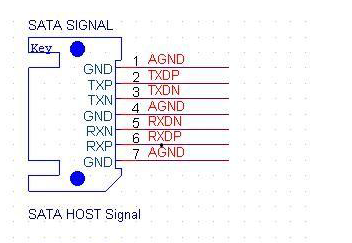 SATA SIGNAL
Key
GND 1 AGND
TXP 2 TXDP
TXN 3 TXDN
GND 4 AGND
RXN 5 RXDN
RXP 6 RXDP
GND 7 AGND
SATA HOST Signal